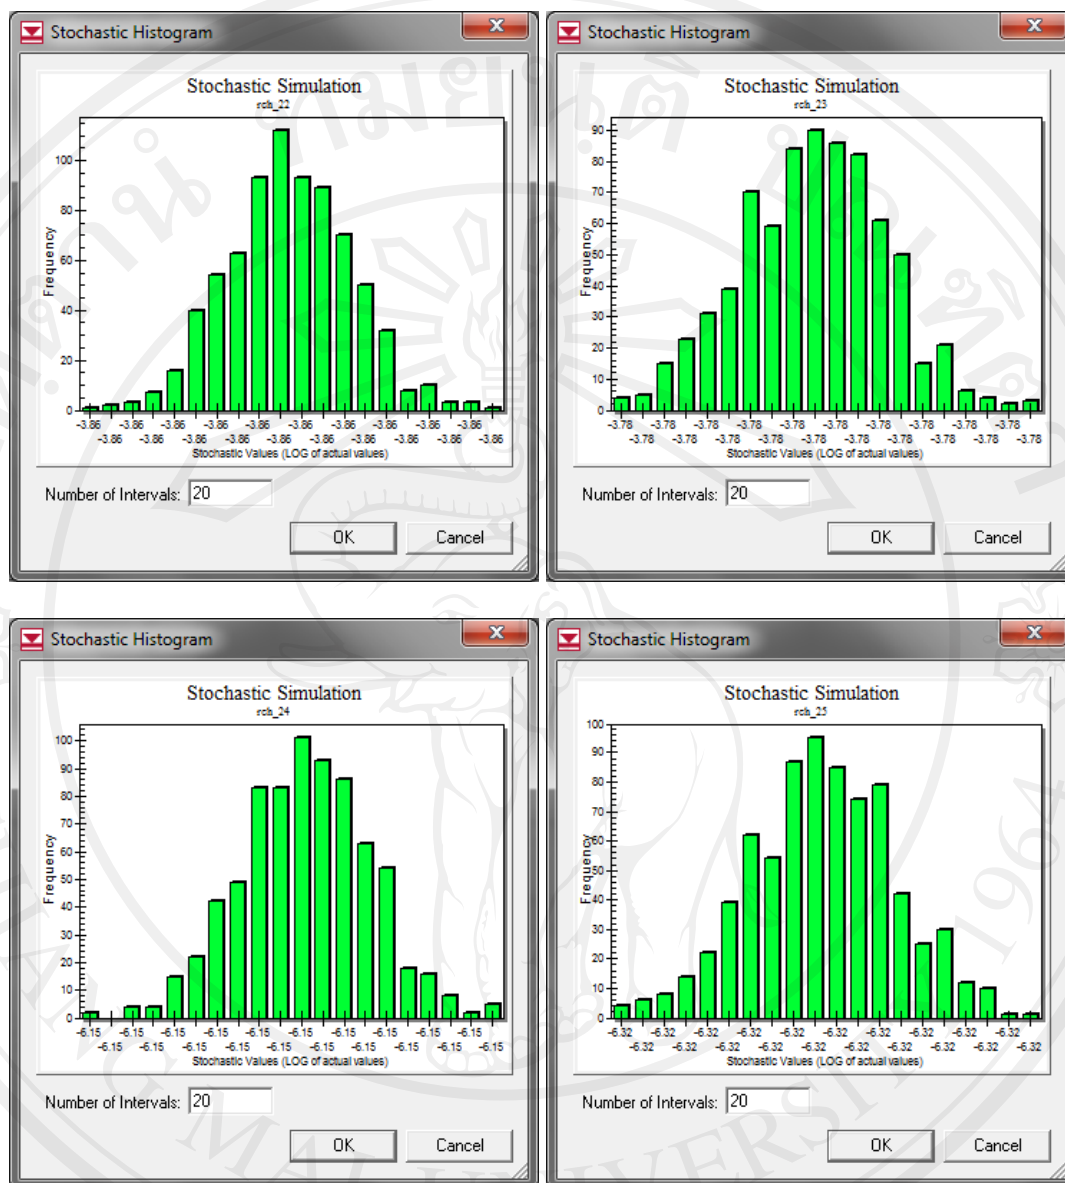 Stochastic Histogram
Stochastic Simulation
rch_22
Frequency
100
80
60
40
20
0
-3.86 -3.86 -3.86 -3.86 -3.86 -3.86 -3.86 -3.86 -3.86 -3.86
-3.86 -3.86 -3.86 -3.86 -3.86 -3.86 -3.86 -3.86 -3.86 -3.86
Stochastic Values (LOG of actual values)
Number of Intervals: 20
OK Cancel
Stochastic Histogram
Stochastic Simulation
rch_23
Frequency
90
80
70
60
50
40
30
20
10
0
-3.78 -3.78 -3.78 -3.78 -3.78 -3.78 -3.78 -3.78 -3.78 -3.78
-3.78 -3.78 -3.78 -3.78 -3.78 -3.78 -3.78 -3.78 -3.78 -3.78
Stochastic Values (LOG of actual values)
Number of Intervals: 20
OK Cancel
Stochastic Histogram
Stochastic Simulation
rch_24
Frequency
100
90
80
70
60
50
40
30
20
10
0
-6.15 -6.15 -6.15 -6.15 -6.15 -6.15 -6.15 -6.15 -6.15 -6.15
-6.15 -6.15 -6.15 -6.15 -6.15 -6.15 -6.15 -6.15 -6.15 -6.15
Stochastic Values (LOG of actual values)
Number of Intervals: 20
OK Cancel
Stochastic Histogram
Stochastic Simulation
rch_25
Frequency
100
90
80
70
60
50
40
30
20
10
0
-6.32 -6.32 -6.32 -6.32 -6.32 -6.32 -6.32 -6.32 -6.32 -6.32
-6.32 -6.32 -6.32 -6.32 -6.32 -6.32 -6.32 -6.32 -6.32 -6.32
Stochastic Values (LOG of actual values)
Number of Intervals: 20
OK Cancel
1964